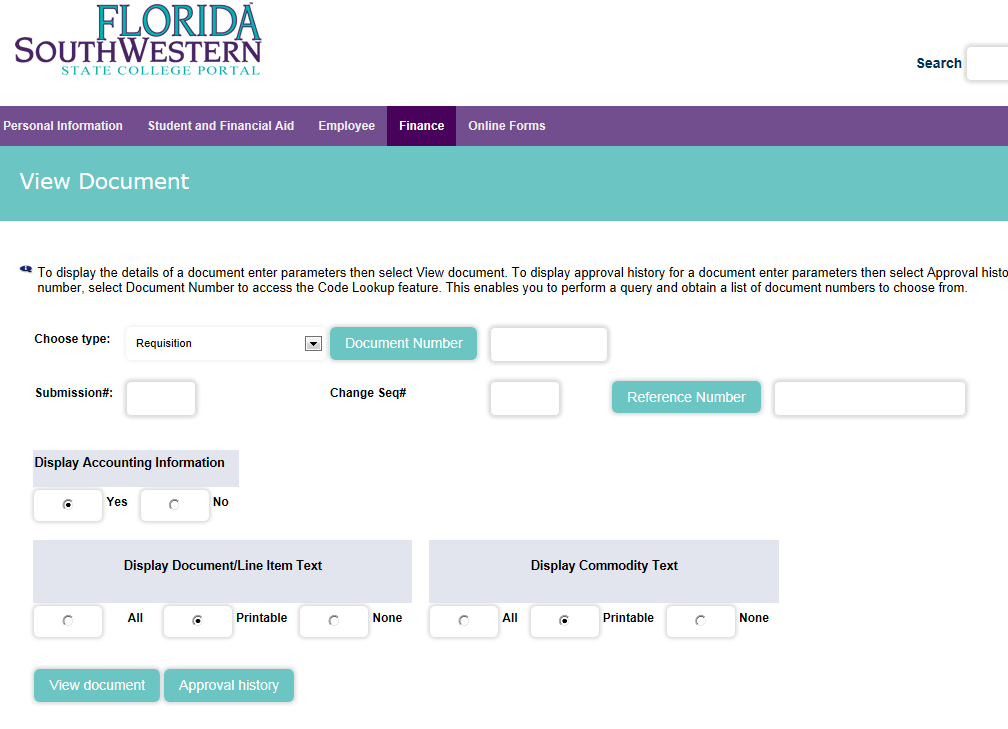 FLORIDA
SOUTHWESTERN
STATE COLLEGE PORTAL
Search
Personal Information Student and Financial Aid Employee Finance Online Forms
View Document
To display the details of a document enter parameters then select View document. To display approval history for a document enter parameters then select Approval histo
number, select Document Number to access the Code Lookup feature. This enables you to perform a query and obtain a list of document numbers to choose from.
Choose type: Requisition Document Number
Submission#: Change Seq# Reference Number
Display Accounting Information
Yes No
Display Document/Line Item Text Display Commodity Text
All Printable None All Printable None
View document Approval history